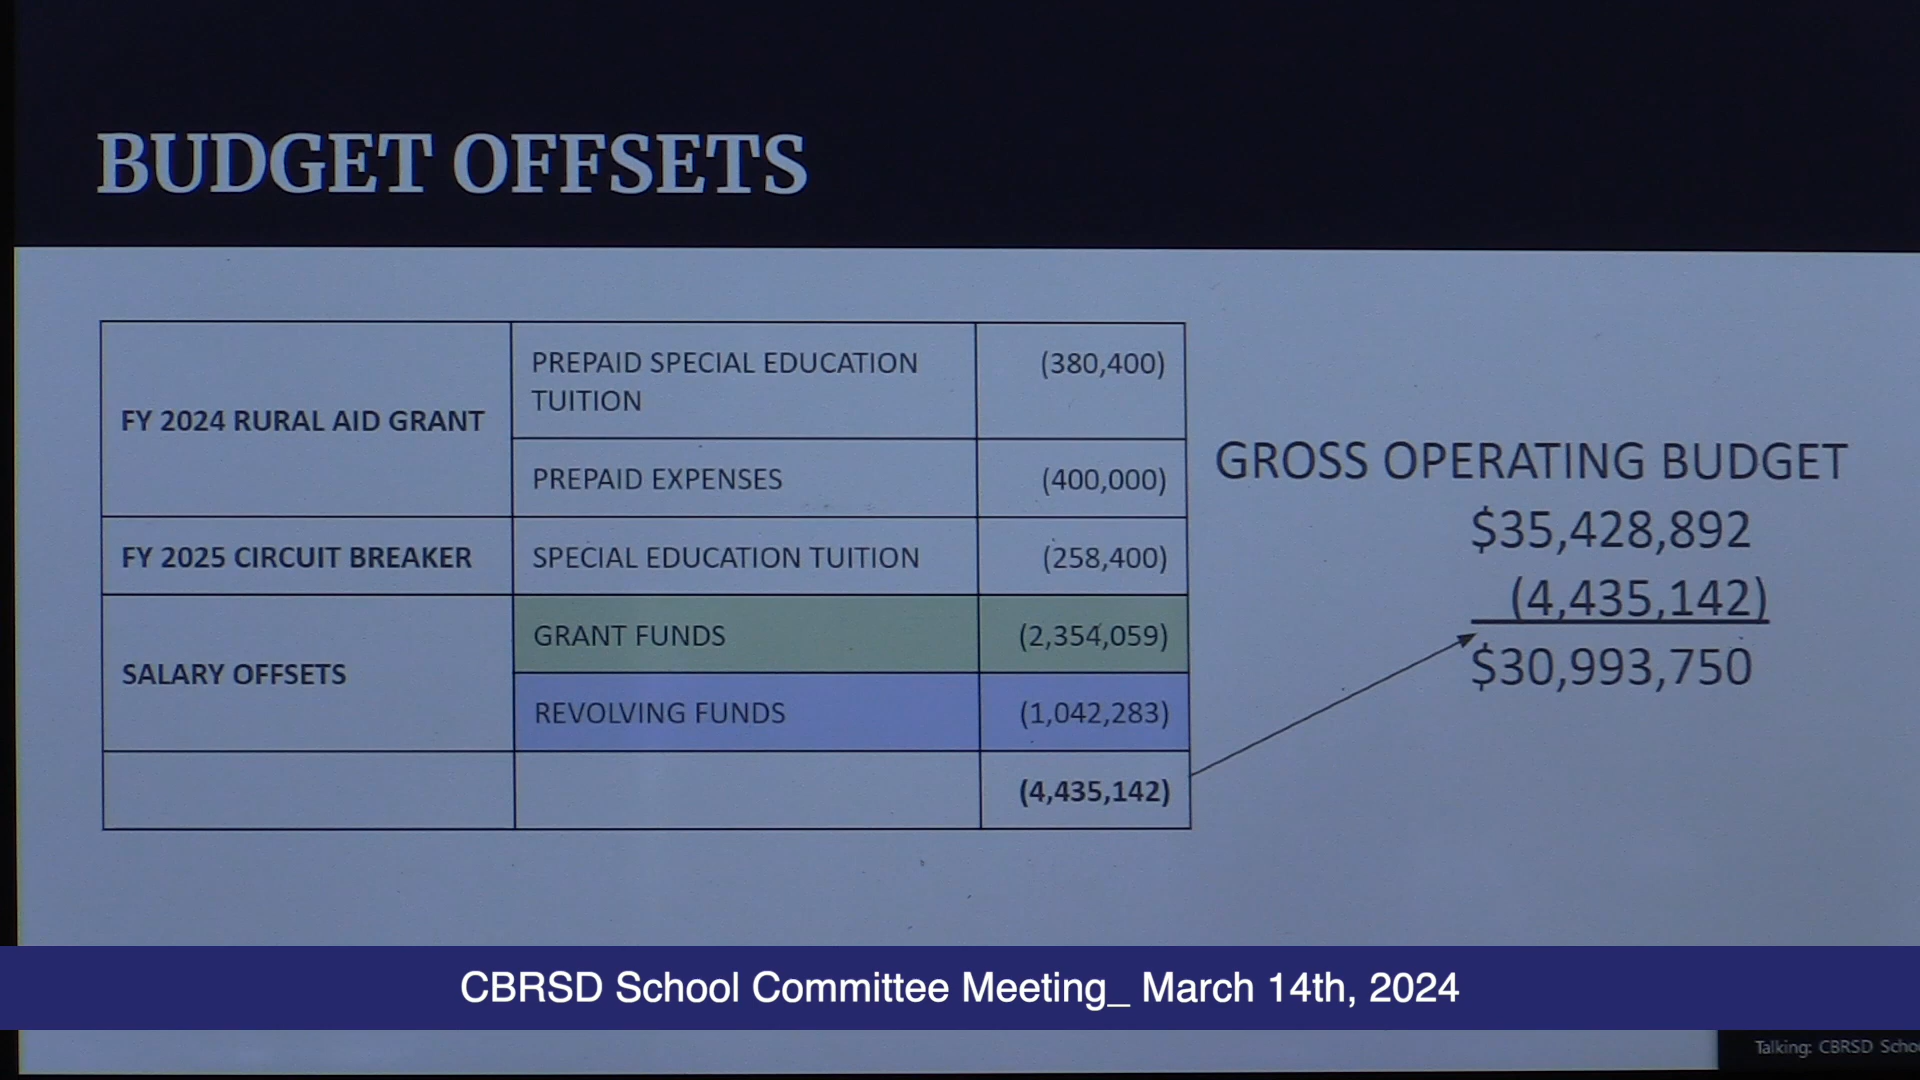 BUDGET OFFSETS
FY 2024 RURAL AID GRANT
PREPAID SPECIAL EDUCATION
TUITION
(380,400)
PREPAID EXPENSES
(400,000)
FY 2025 CIRCUIT BREAKER
SPECIAL EDUCATION TUITION
(258,400)
SALARY OFFSETS
GRANT FUNDS
(2,354,059)
REVOLVING FUNDS
(1,042,283)
(4,435,142)
GROSS OPERATING BUDGET
$35,428,892
(4,435,142)
$30,993,750
CBRSD School Committee Meeting_ March 14th, 2024
Talking: CBRSD Schoo